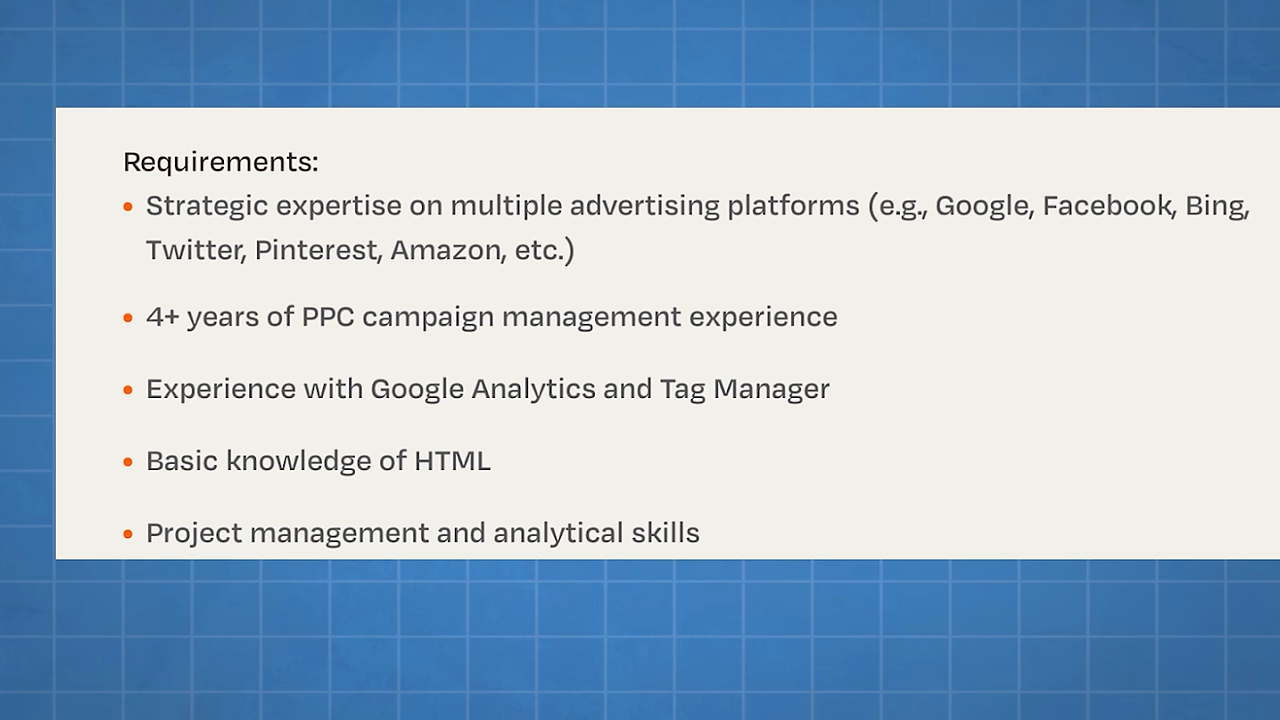 Requirements:
• Strategic expertise on multiple advertising platforms (e.g., Google, Facebook, Bing,
Twitter, Pinterest, Amazon, etc.)
• 4+ years of PPC campaign management experience
• Experience with Google Analytics and Tag Manager
• Basic knowledge of HTML
• Project management and analytical skills